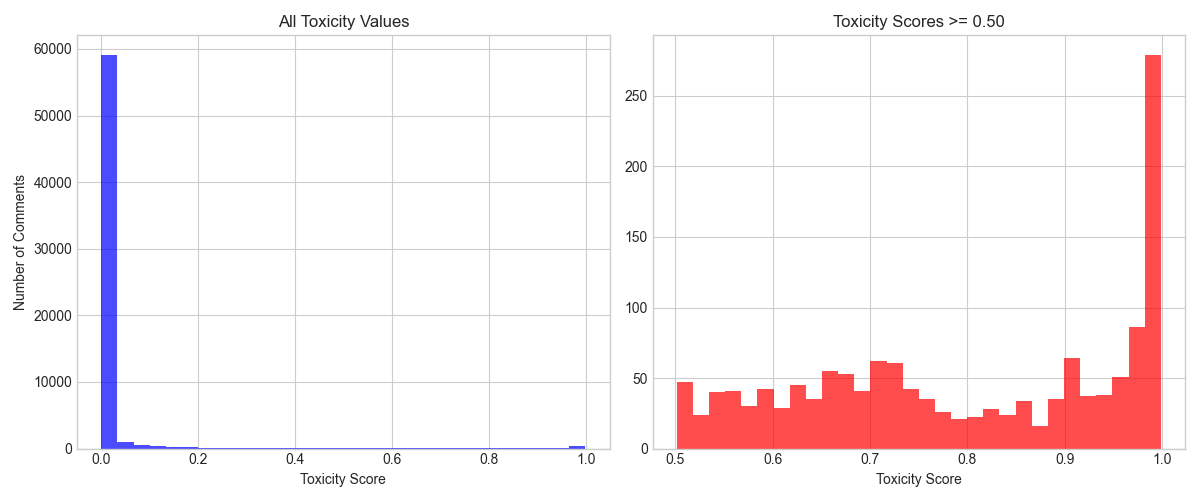 All Toxicity Values
Number of Comments
60000
50000
40000
30000
20000
10000
0
0.0 0.2 0.4 0.6 0.8 1.0
Toxicity Score
Toxicity Scores >= 0.50
250
200
150
100
50
0
0.5 0.6 0.7 0.8 0.9 1.0
Toxicity Score